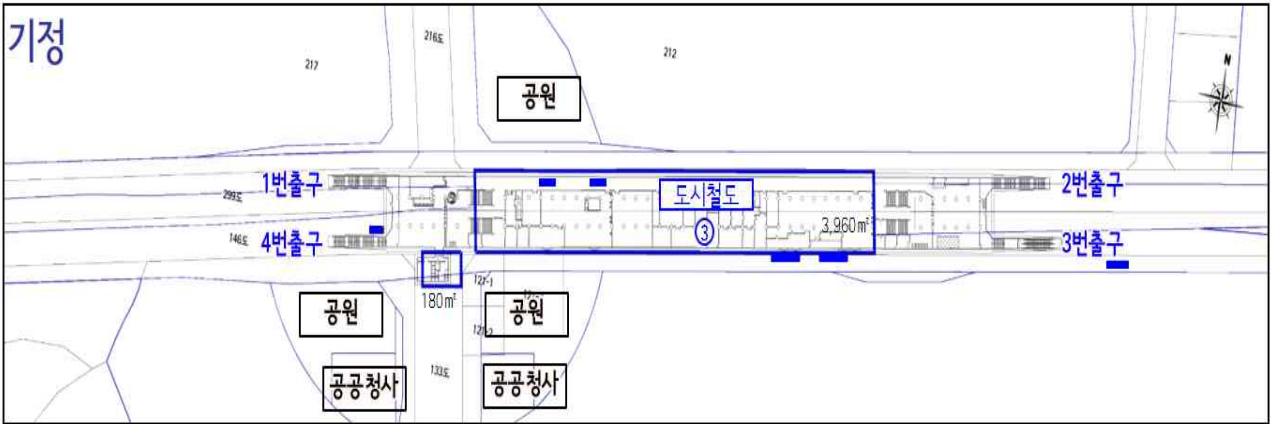 기정
216도
217
212
공원
N
1번출구
도시철도
2번출구
299도
③
3,960㎡
146도
4번출구
3번출구
121-1
180㎡
공원
공원
133도
공공청사
공공청사